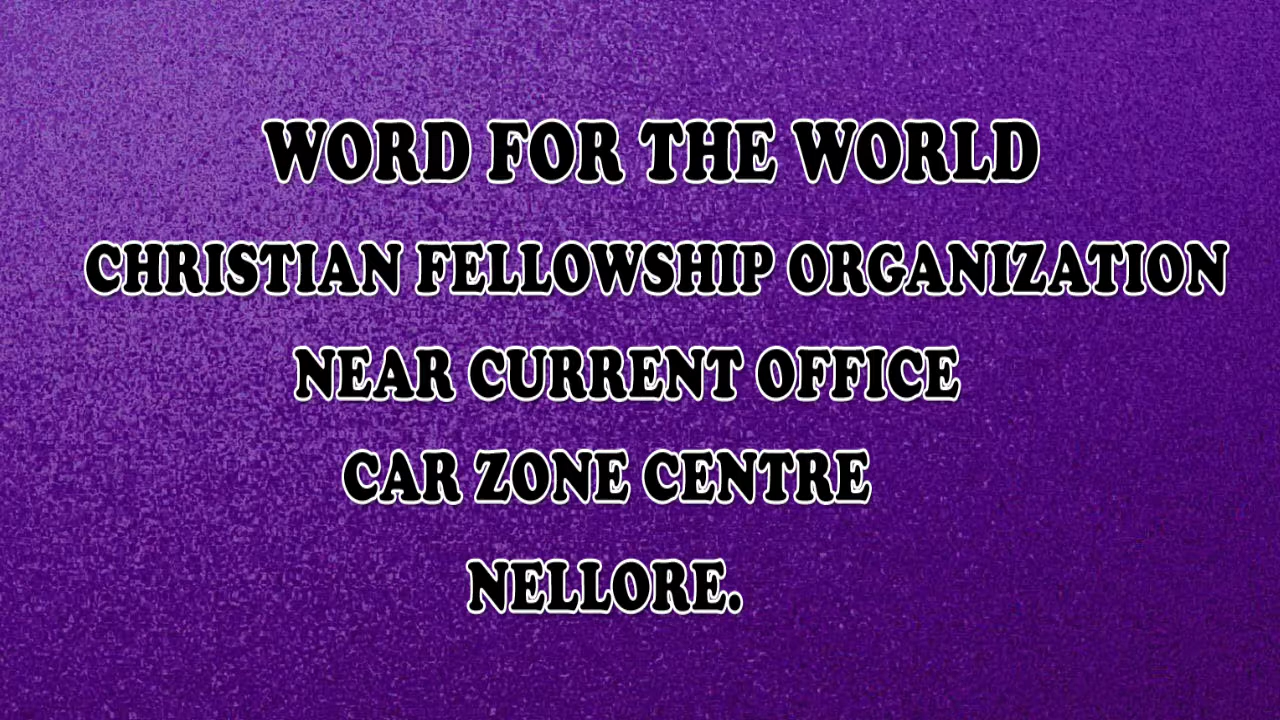 WORD FOR THE WORLD
CHRISTIAN FELLOWSHIP ORGANIZATION
NEAR CURRENT OFFICE
CAR ZONE CENTRE
NELLORE.